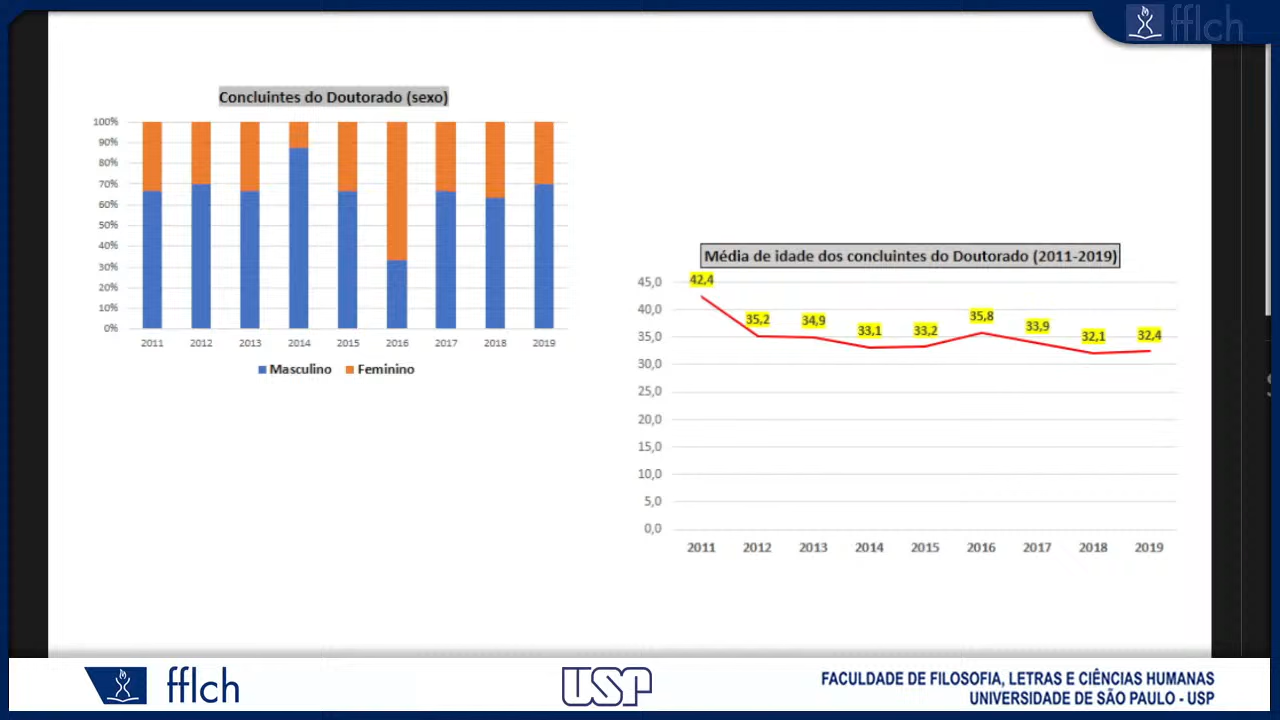 fflch
Concluintes do Doutorado (sexo)
100%
90%
80%
70%
60%
50%
40%
30%
20%
10%
0%
2011 2012 2013 2014 2015 2016 2017 2018 2019
Masculino Feminino
Média de idade dos concluintes do Doutorado (2011-2019)
45,0
40,0
35,0
30,0
25,0
20,0
15,0
10,0
5,0
0,0
42,4 35,2 34,9 33,1 33,2 35,8 33,9 32,1 32,4
2011 2012 2013 2014 2015 2016 2017 2018 2019
fflch
USP
FACULDADE DE FILOSOFIA, LETRAS E CIÊNCIAS HUMANAS
UNIVERSIDADE DE SÃO PAULO - USP